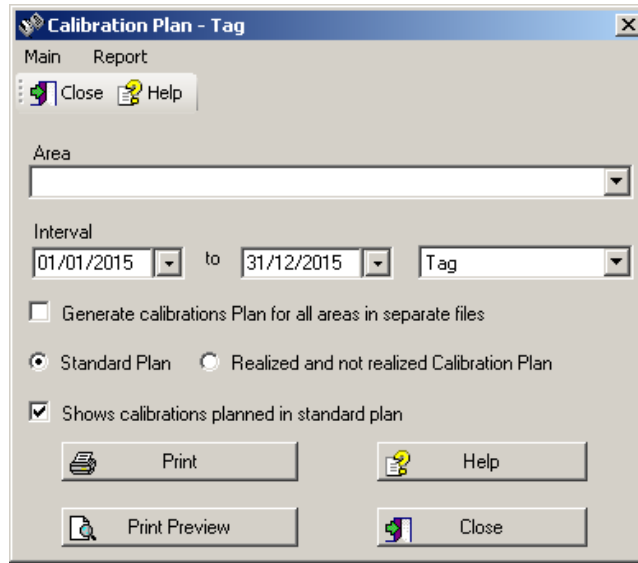 Calibration Plan - Tag
Main Report
Close Help
Area
Interval
01/01/2015 to 31/12/2015 Tag
Generate calibrations Plan for all areas in separate files
Standard Plan Realized and not realized Calibration Plan
Shows calibrations planned in standard plan
Print Help
Print Preview Close